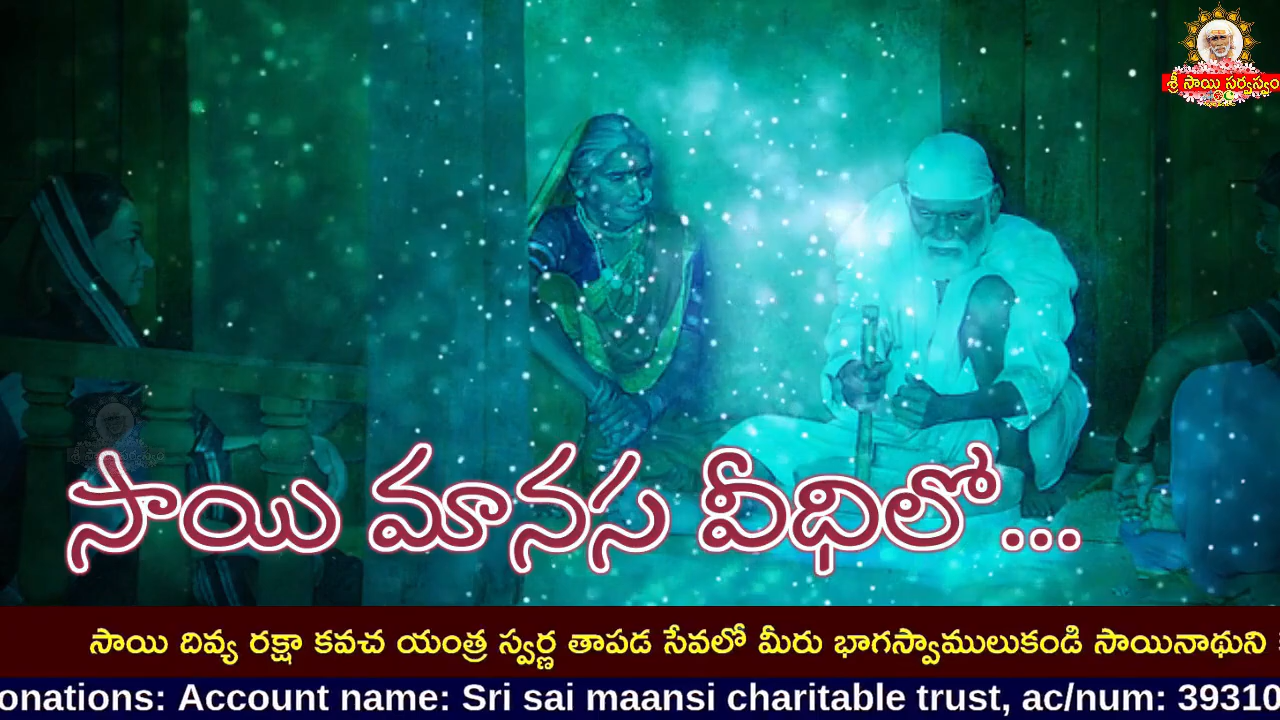 శ్రీ సాయి సర్వస్వం
సాయి మానస వీధిలో...
సాయి దివ్య రక్షా కవచ యంత్ర స్వర్ణ తాపడ సేవలో మీరు భాగస్వాములుకండి సాయినాథుని
onations: Account name: Sri sai maansi charitable trust, ac/num: 39310